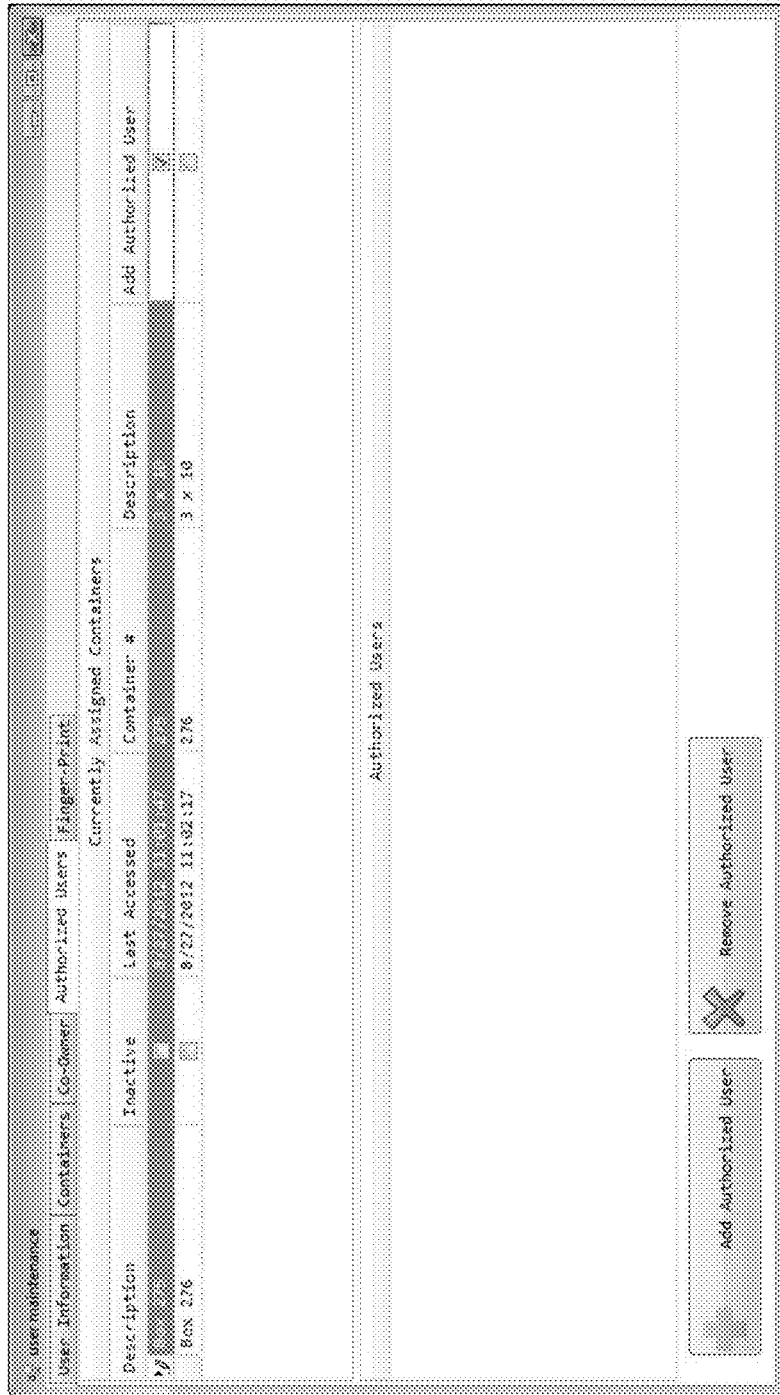 user maintenance
User Information Containers Co-Owner Authorized Users Finger-Print
Currently Assigned Containers
Description Inactive Last Accessed Container # Description Add Authorized User
Box 276 8/27/2012 11:02:17 276 3 x 10
Authorized Users
Add Authorized User Remove Authorized User